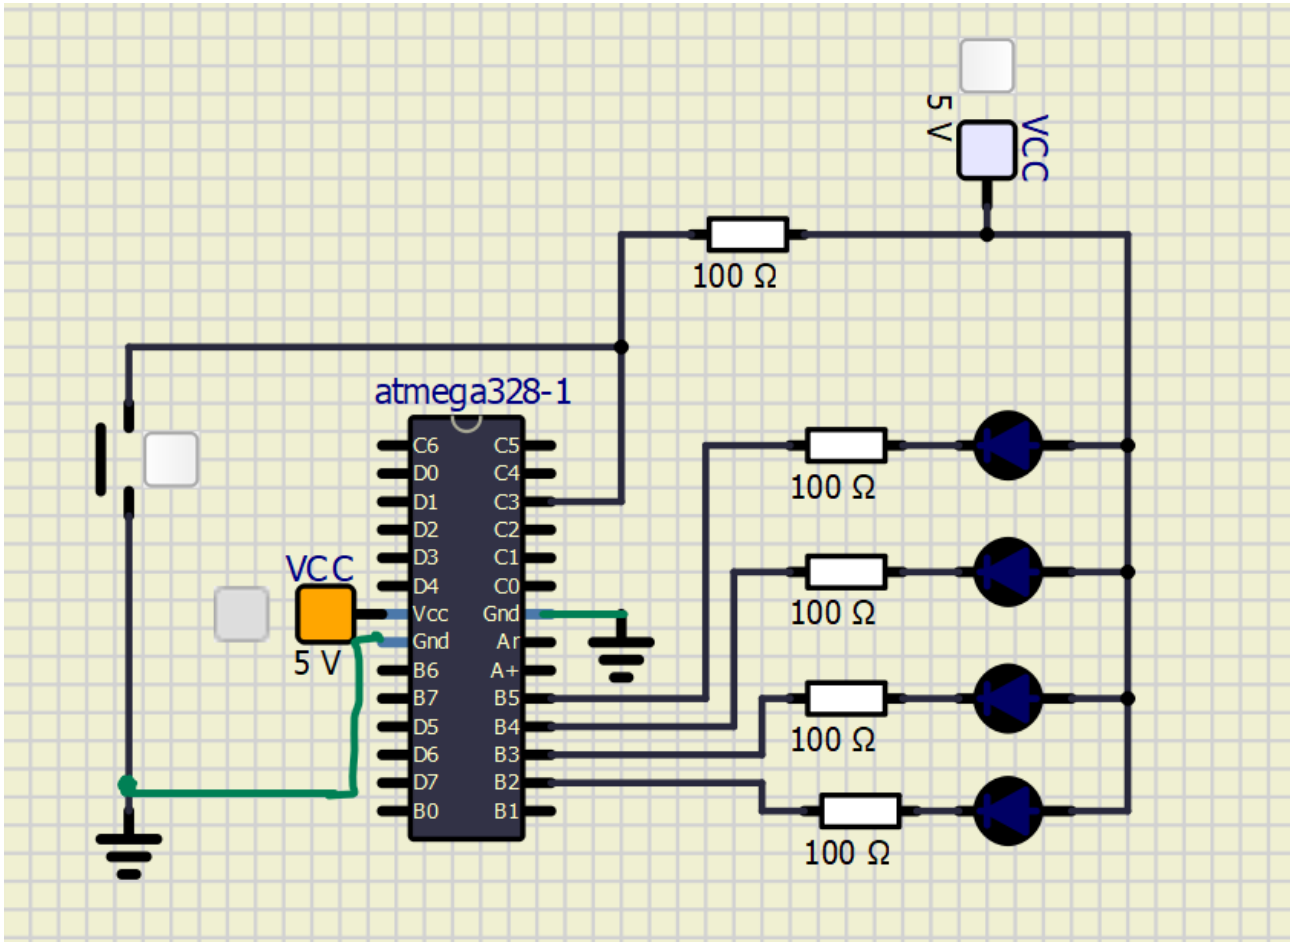 5 V
VCC
100 Ω
atmega328-1
C6 C5
D0 C4
D1 C3
D2 C2
D3 C1
D4 C0
VCC
Vcc Gnd
Gnd Ar
5 V
B6 A+
B7 B5
D5 B4
D6 B3
D7 B2
B0 B1
100 Ω
100 Ω
100 Ω
100 Ω